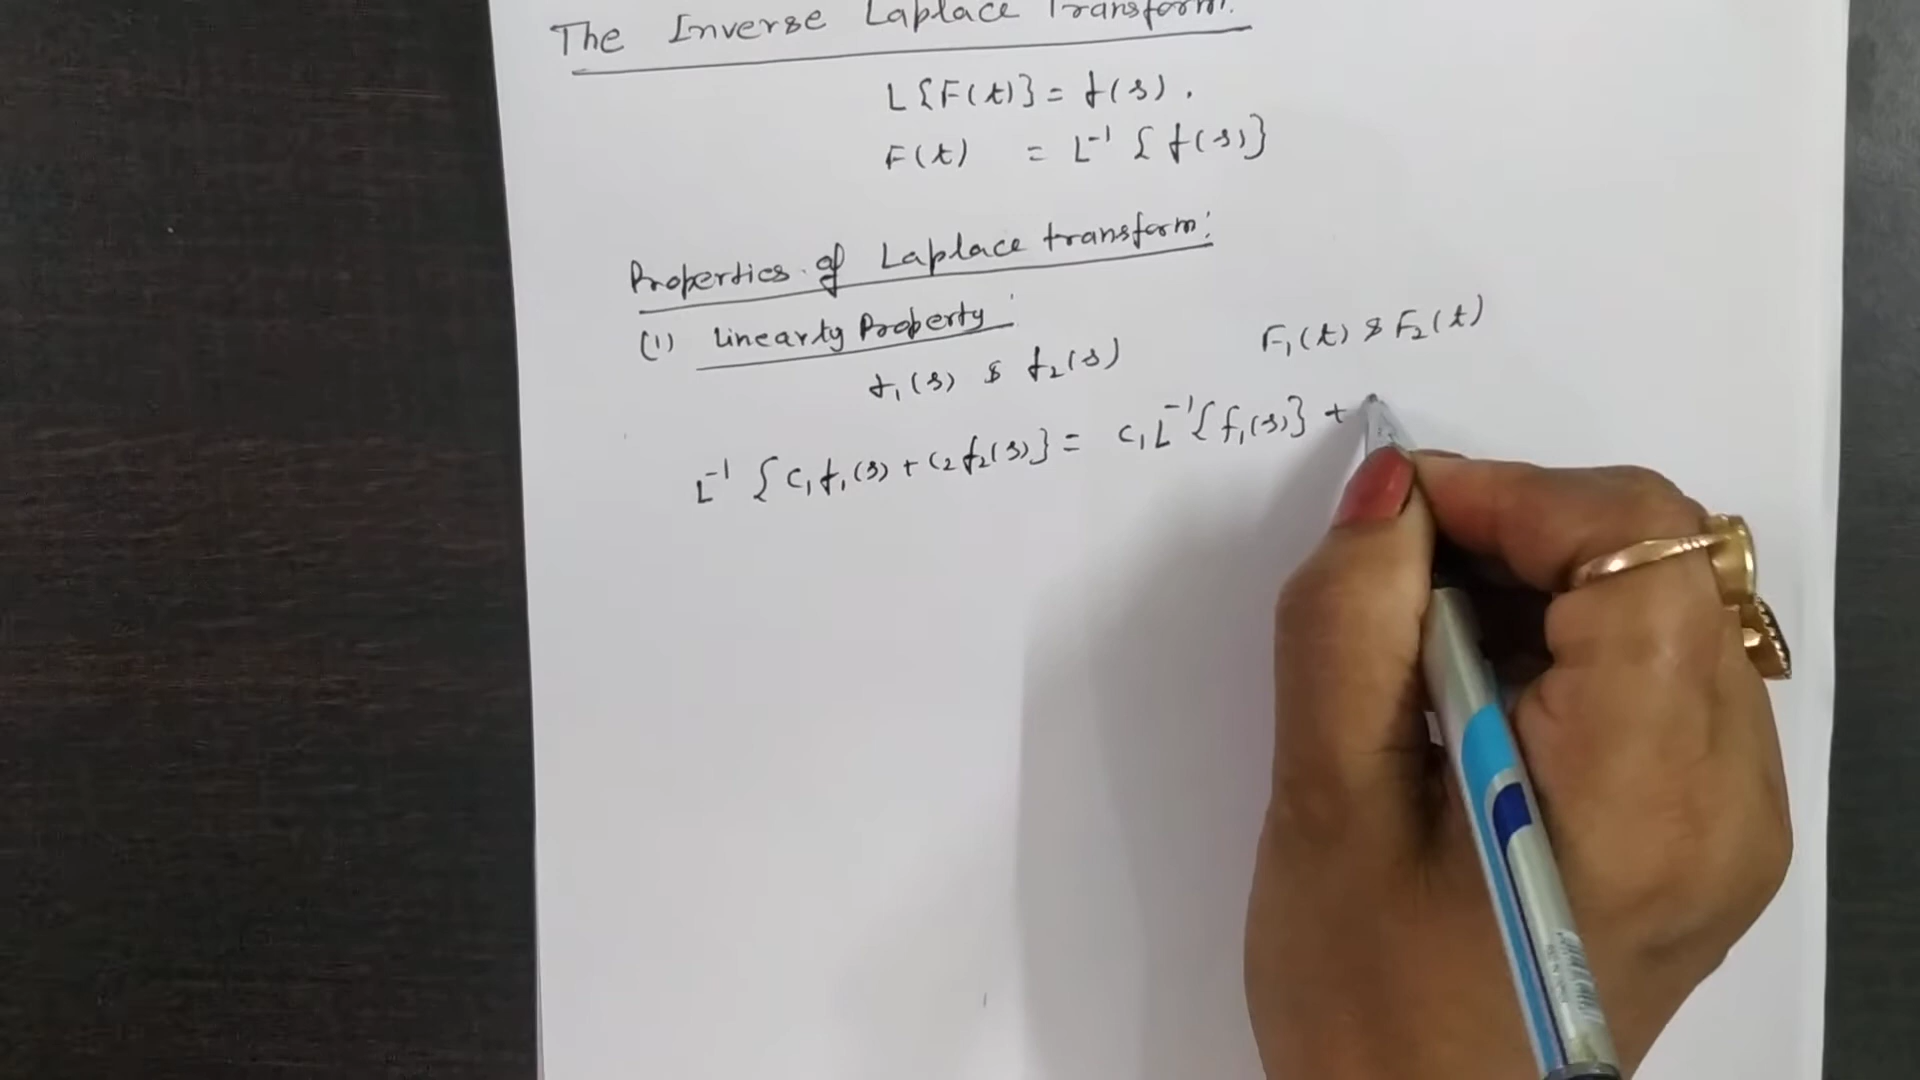 The Inverse Laplace Transform.
L{F(t)} = f(s).
F(t) = L⁻¹ {f(s)}
Properties of Laplace transform:
(1) Linearty Property:
f₁(s) & f₂(s) F₁(t) & F₂(t)
L⁻¹ {c₁f₁(s) + c₂f₂(s)} = c₁L⁻¹{f₁(s)} +